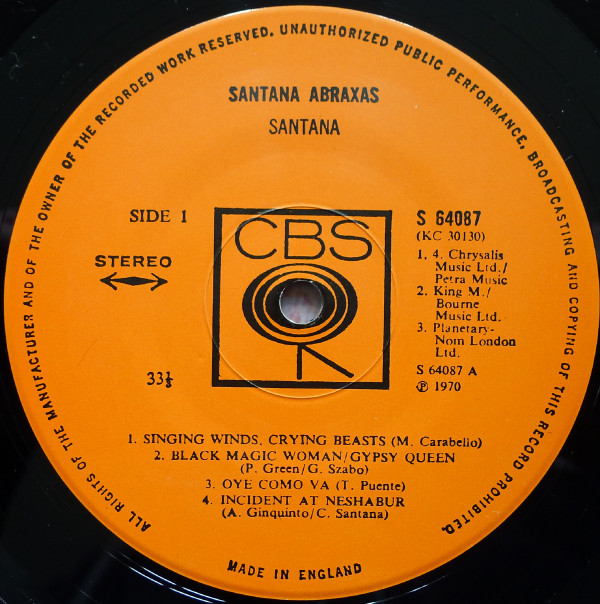 ALL RIGHTS OF THE MANUFACTURER AND OF THE OWNER OF THE RECORDED WORK RESERVED. UNAUTHORIZED PUBLIC PERFORMANCE, BROADCASTING AND COPYING OF THIS RECORD PROHIBITED.
SANTANA ABRAXAS
SANTANA
SIDE 1
STEREO
33⅓
CBS
S 64087
(KC 30130)
1, 4. Chrysalis
Music Ltd./
Petra Music
2. King M./
Bourne
Music Ltd.
3. Planetary-
Nom London
Ltd.
S 64087 A
℗ 1970
1. SINGING WINDS, CRYING BEASTS (M. Carabello)
2. BLACK MAGIC WOMAN/GYPSY QUEEN
(P. Green/G. Szabo)
3. OYE COMO VA (T. Puente)
4. INCIDENT AT NESHABUR
(A. Ginquinto/C. Santana)
MADE IN ENGLAND